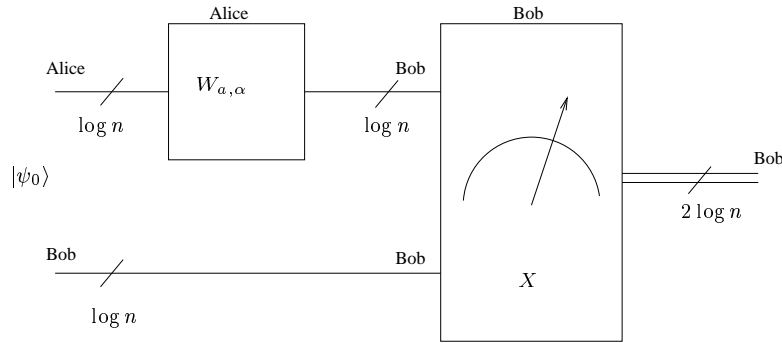 Alice
Bob
Alice
W_{a,α}
Bob
log n
log n
Bob
|ψ_0⟩
2 log n
Bob
Bob
X
log n